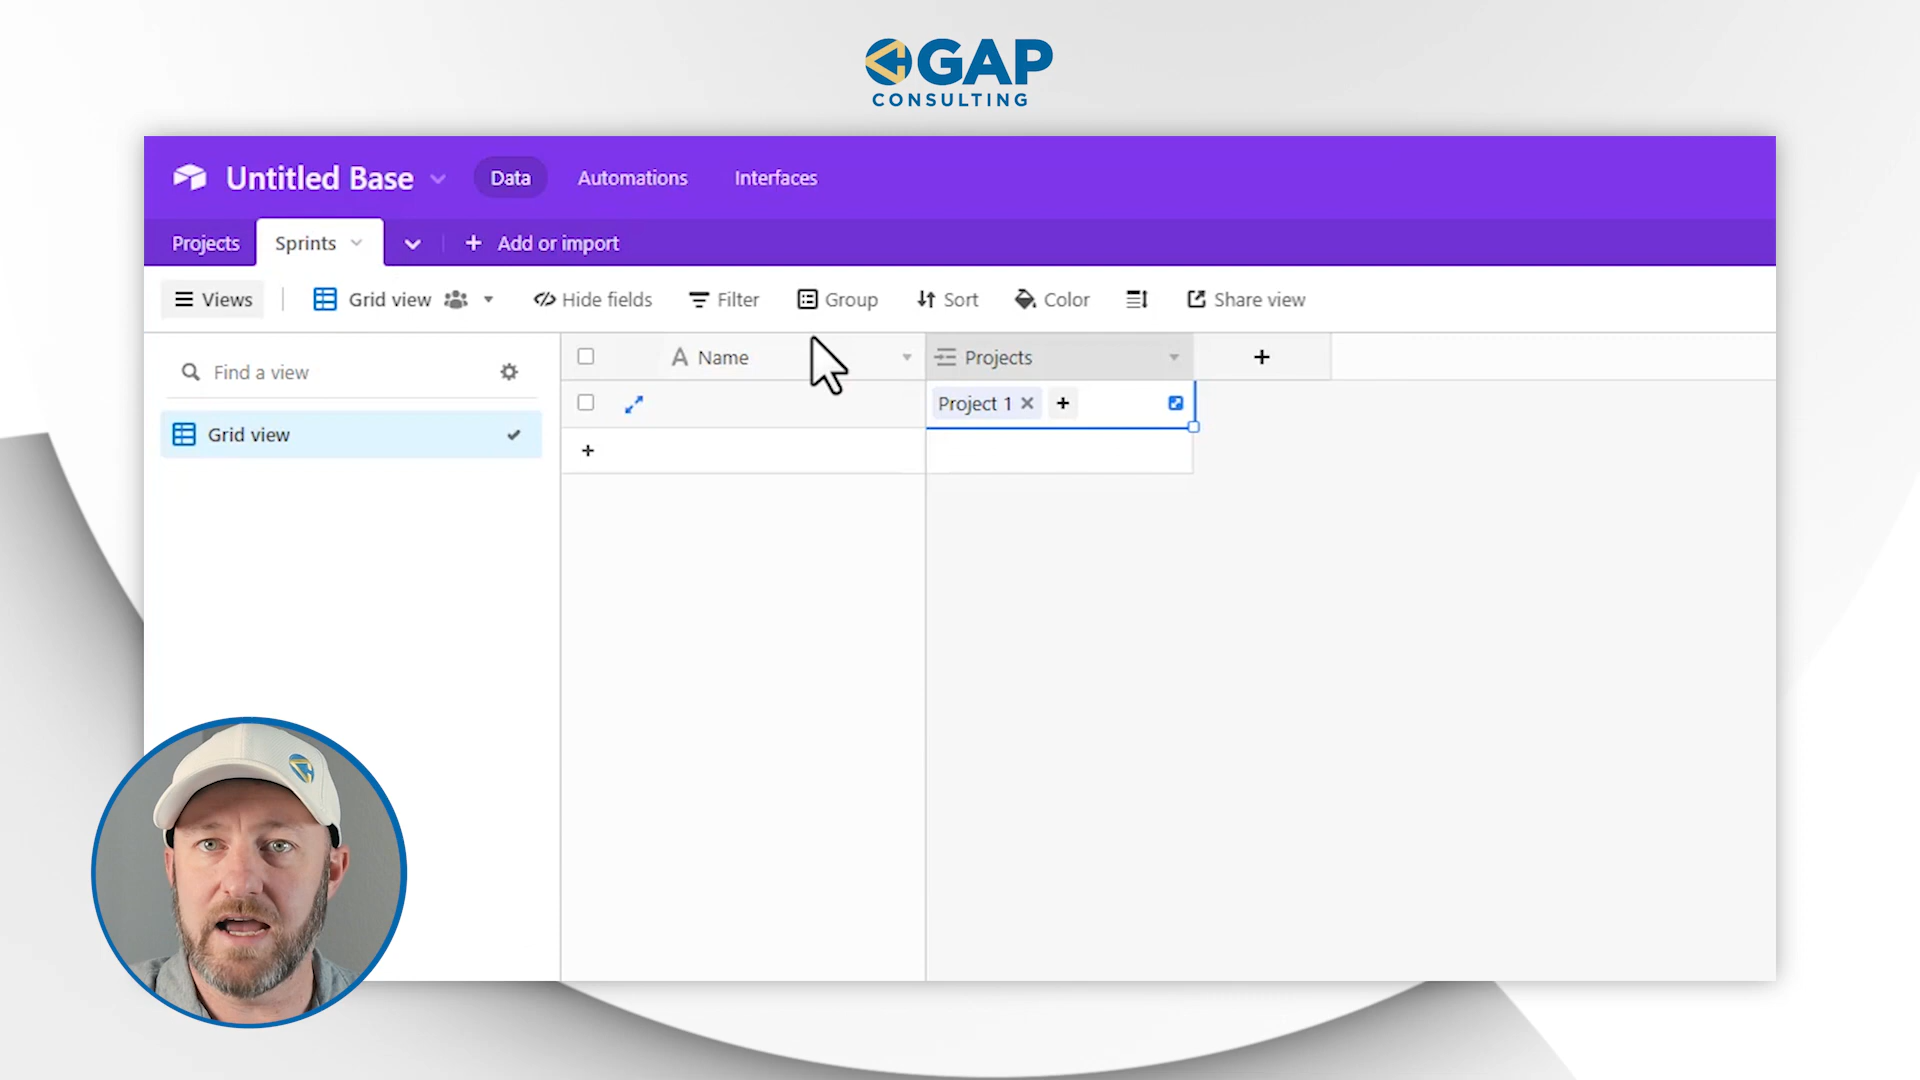 GAP
CONSULTING
Untitled Base
Data
Automations
Interfaces
Projects
Sprints
Add or import
Views
Grid view
Hide fields
Filter
Group
Sort
Color
Share view
Find a view
Grid view
Name
Projects
Project 1